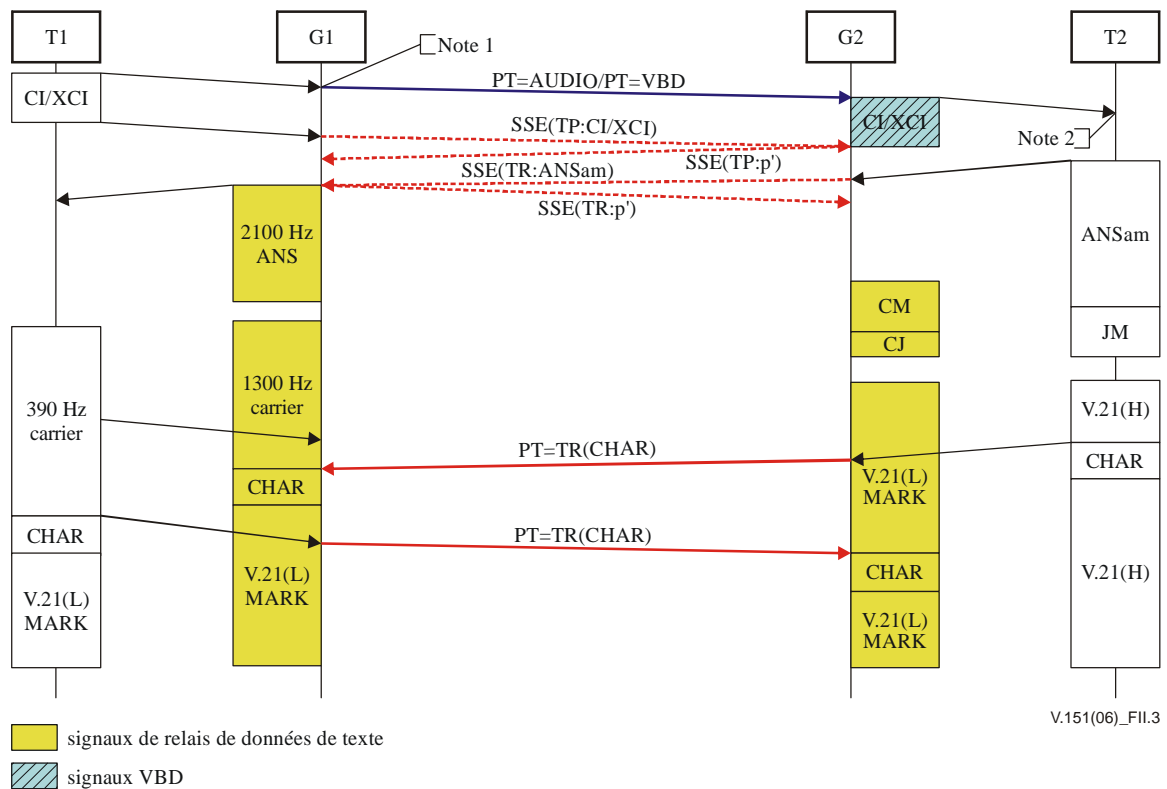 T1
G1
G2
T2
Note 1
CI/XCI
PT=AUDIO/PT=VBD
CI/XCI
SSE(TP:CI/XCI)
Note 2
SSE(TP:p')
SSE(TR:ANSam)
SSE(TR:p')
2100 Hz
ANS
ANSam
CM
CJ
JM
390 Hz
carrier
1300 Hz
carrier
V.21(H)
PT=TR(CHAR)
CHAR
CHAR
V.21(L)
MARK
CHAR
PT=TR(CHAR)
V.21(L)
MARK
V.21(L)
MARK
CHAR
V.21(L)
MARK
V.21(H)
V.151(06)_FII.3
signaux de relais de données de texte
signaux VBD